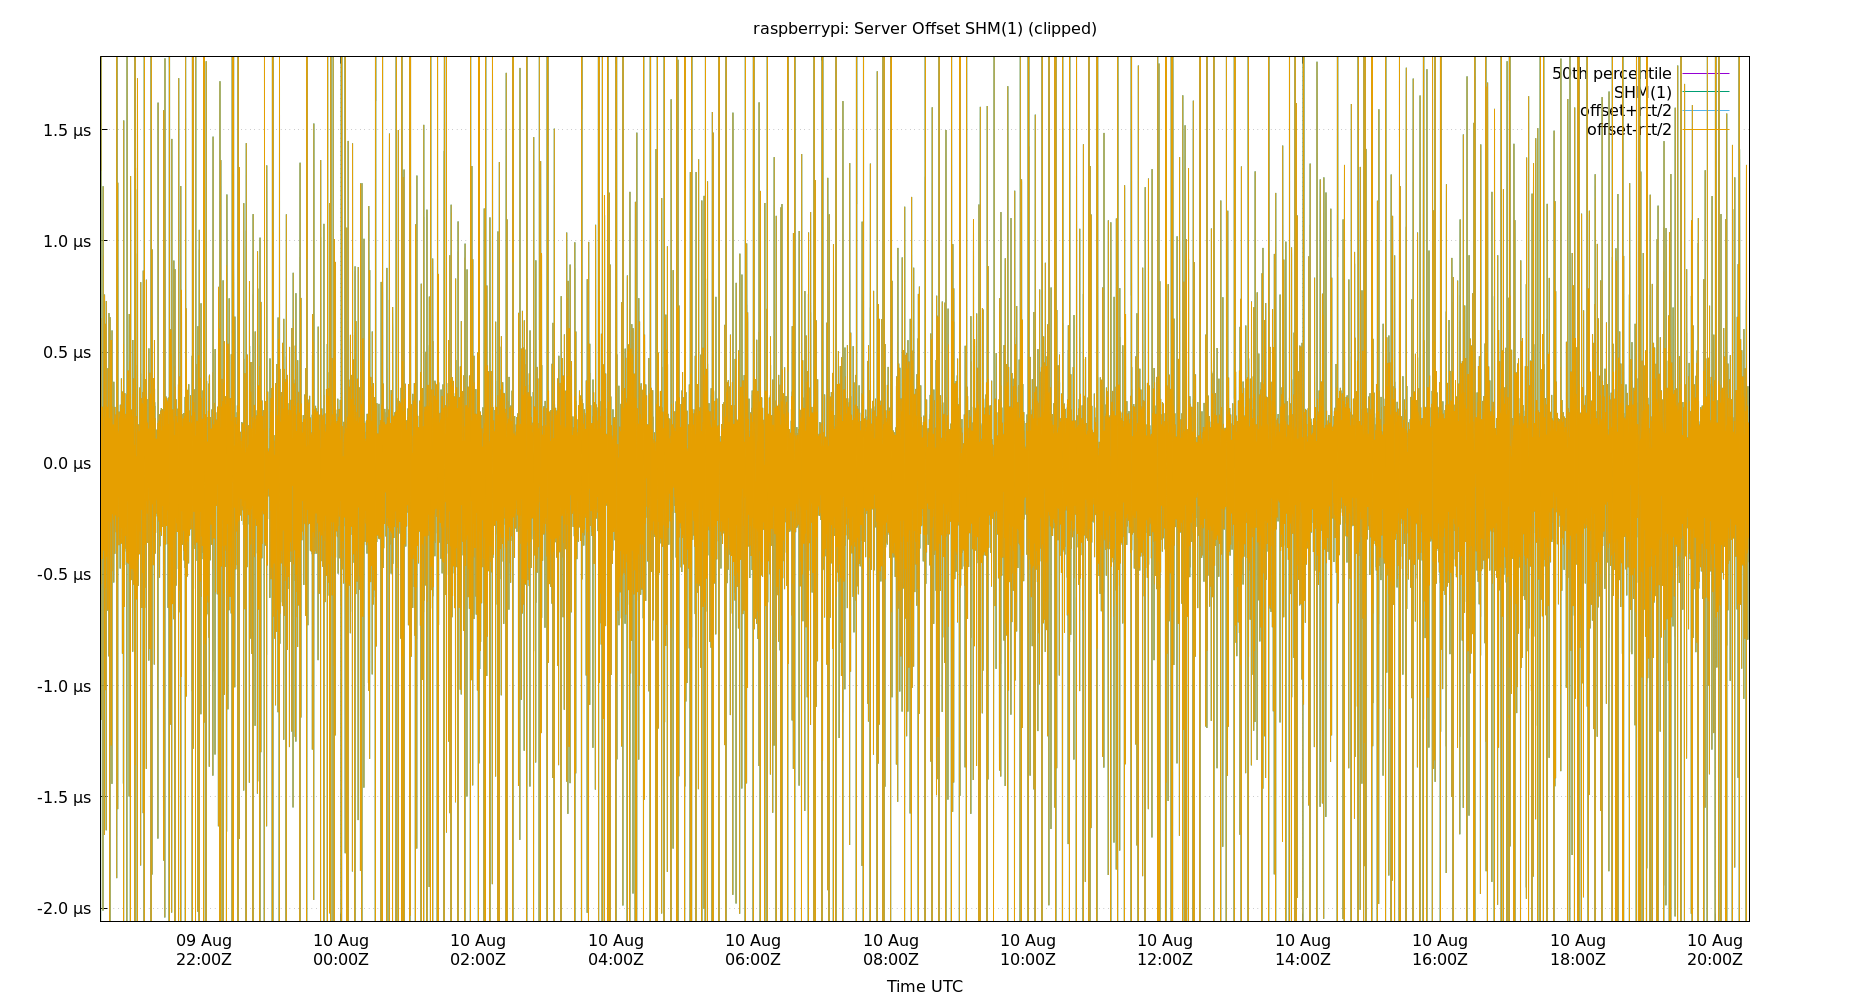 raspberrypi: Server Offset SHM(1) (clipped)
50th percentile
SHM(1)
offset+rtt/2
offset-rtt/2
1.5 µs
1.0 µs
0.5 µs
0.0 µs
-0.5 µs
-1.0 µs
-1.5 µs
-2.0 µs
09 Aug 10 Aug 10 Aug 10 Aug 10 Aug 10 Aug 10 Aug 10 Aug 10 Aug 10 Aug 10 Aug 10 Aug
22:00Z 00:00Z 02:00Z 04:00Z 06:00Z 08:00Z 10:00Z 12:00Z 14:00Z 16:00Z 18:00Z 20:00Z
Time UTC